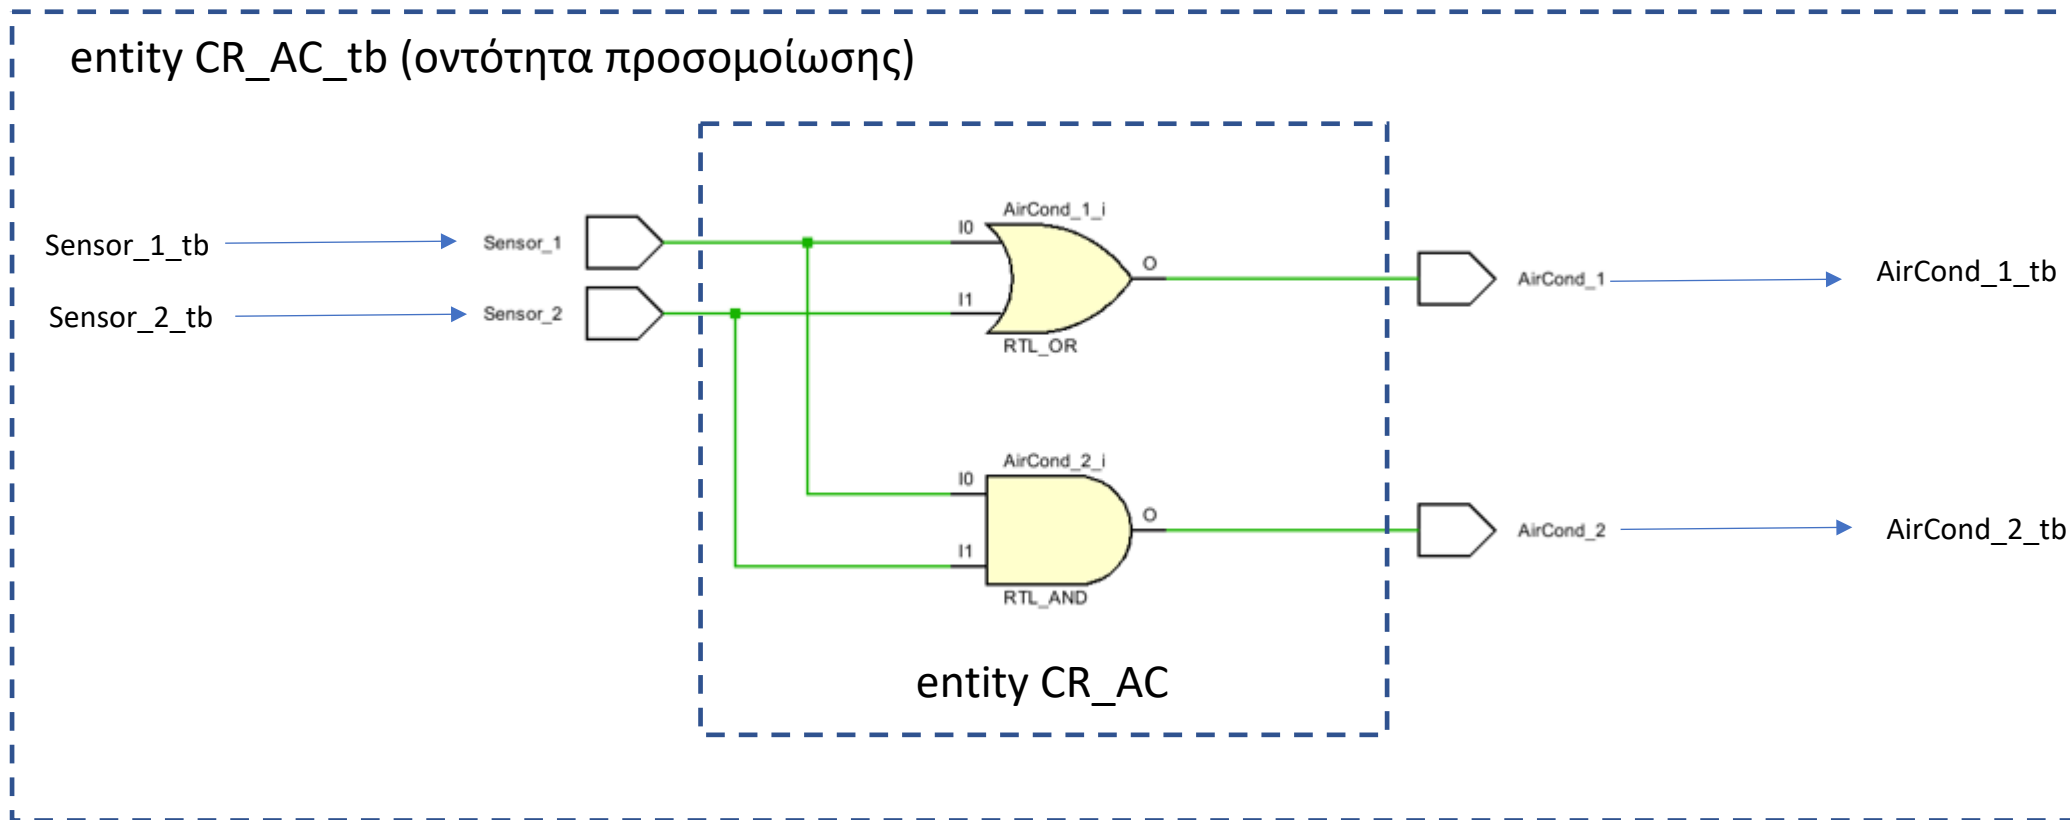 entity CR_AC_tb (οντότητα προσομοίωσης)
AirCond_1_i
I0
Sensor_1_tb
Sensor_1
O
AirCond_1
AirCond_1_tb
I1
Sensor_2_tb
Sensor_2
RTL_OR
AirCond_2_i
I0
O
AirCond_2
AirCond_2_tb
I1
RTL_AND
entity CR_AC